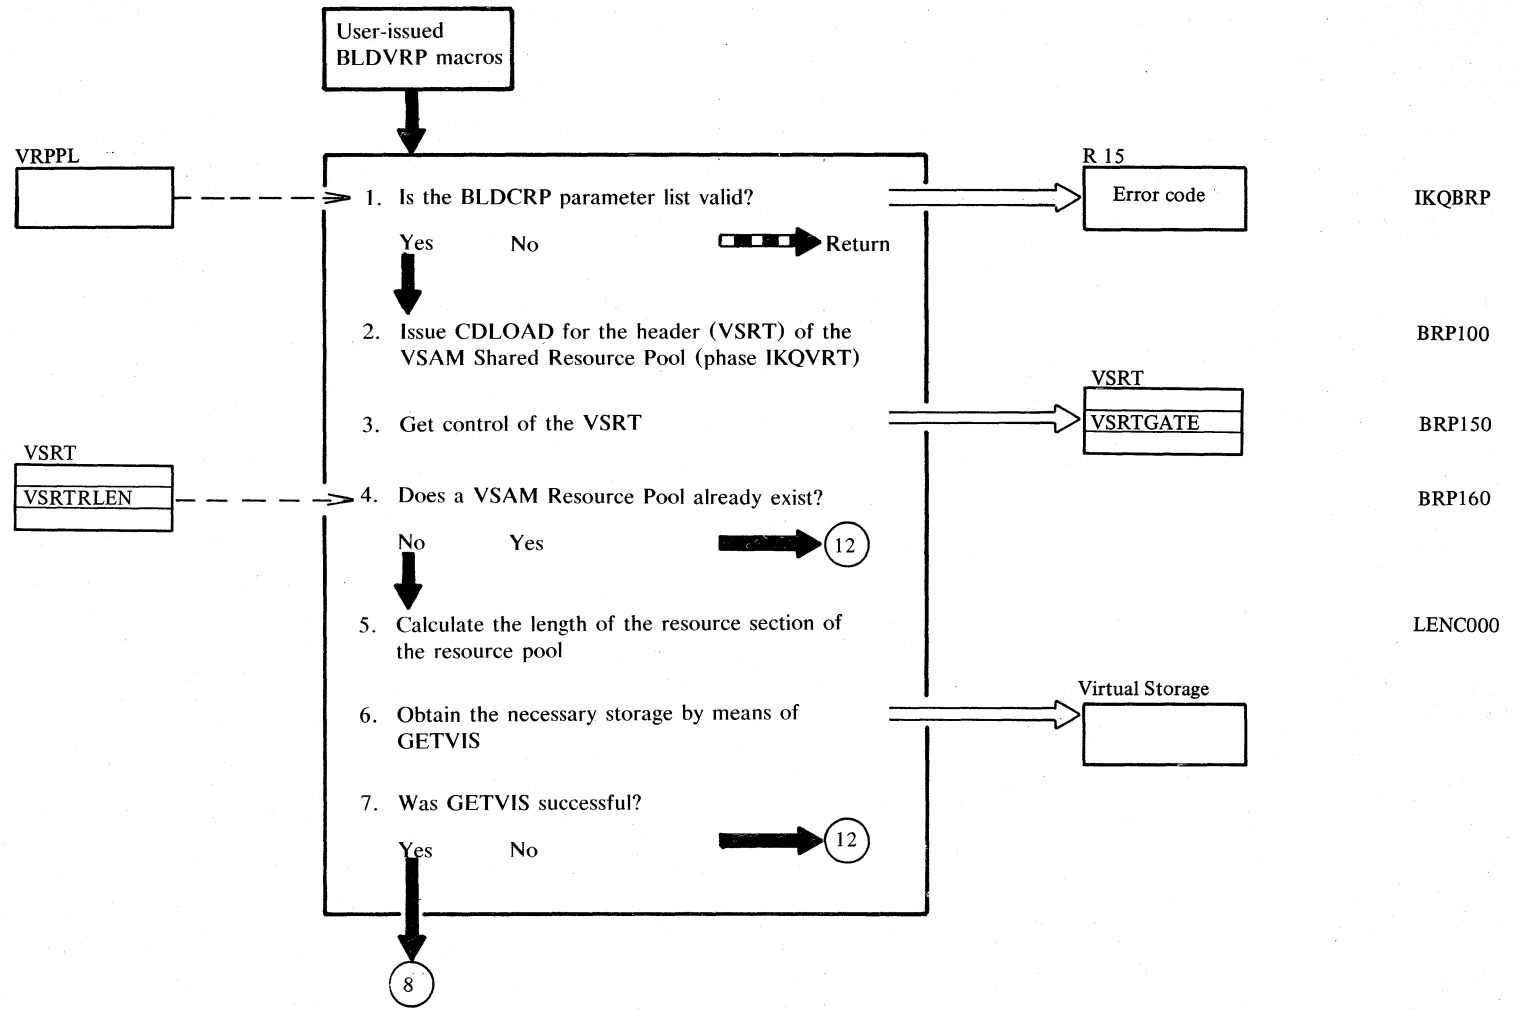 User-issued
BLDVRP macros
VRPPL
1. Is the BLDCRP parameter list valid?
R 15
Error code
IKQBRP
Yes No Return
2. Issue CDLOAD for the header (VSRT) of the
VSAM Shared Resource Pool (phase IKQVRT)
BRP100
3. Get control of the VSRT
VSRT
VSRTGATE
BRP150
VSRT
VSRTRLEN
4. Does a VSAM Resource Pool already exist?
BRP160
No Yes 12
5. Calculate the length of the resource section of
the resource pool
LENC000
6. Obtain the necessary storage by means of
GETVIS
Virtual Storage
7. Was GETVIS successful?
Yes No 12
8